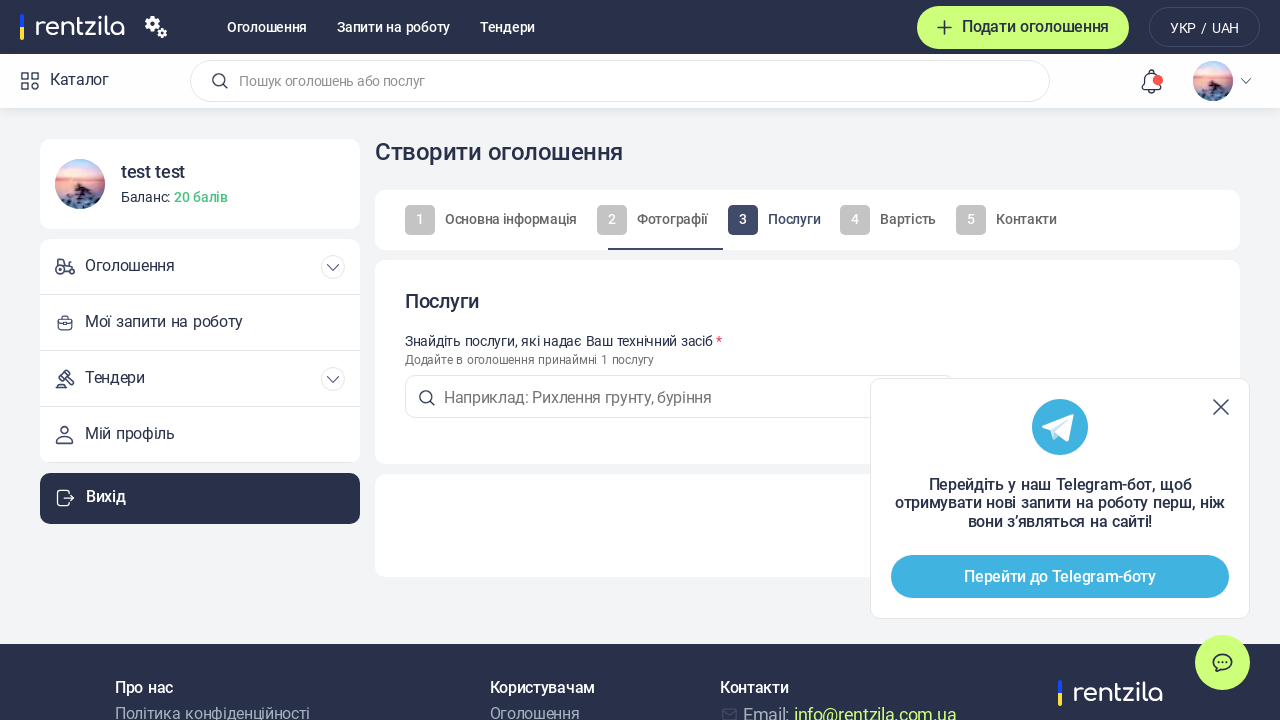 rentzila
Оголошення
Запити на роботу
Тендери
Подати оголошення
УКР / UAH
Каталог
Пошук оголошень або послуг
test test
Баланс: 20 балів
Оголошення
Мої запити на роботу
Тендери
Мій профіль
Вихід
Створити оголошення
1 Основна інформація
2 Фотографії
3 Послуги
4 Вартість
5 Контакти
Послуги
Знайдіть послуги, які надає Ваш технічний засіб *
Додайте в оголошення принаймні 1 послугу
Наприклад: Рихлення грунту, буріння
Перейдіть у наш Telegram-бот, щоб
отримувати нові запити на роботу перш, ніж
вони з’являться на сайті!
Перейти до Telegram-боту
Про нас
Політика конфіденційності
Користувачам
Оголошення
Контакти
Email: info@rentzila.com.ua
rentzila